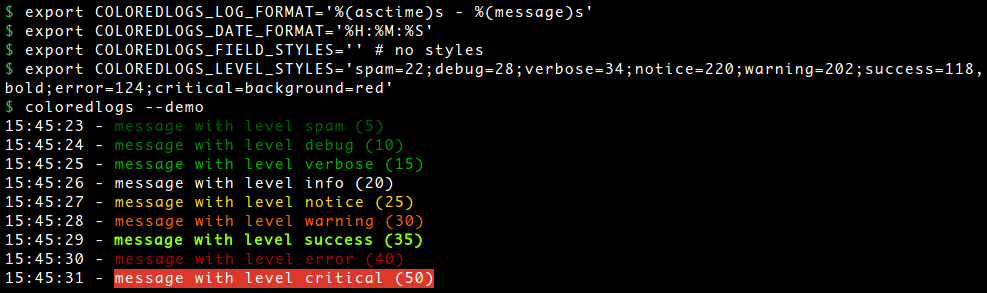 $ export COLOREDLOGS_LOG_FORMAT='%(asctime)s - %(message)s'
$ export COLOREDLOGS_DATE_FORMAT='%H:%M:%S'
$ export COLOREDLOGS_FIELD_STYLES='' # no styles
$ export COLOREDLOGS_LEVEL_STYLES='spam=22;debug=28;verbose=34;notice=220;warning=202;success=118,
bold;error=124;critical=background=red'
$ coloredlogs --demo
15:45:23 - message with level spam (5)
15:45:24 - message with level debug (10)
15:45:25 - message with level verbose (15)
15:45:26 - message with level info (20)
15:45:27 - message with level notice (25)
15:45:28 - message with level warning (30)
15:45:29 - message with level success (35)
15:45:30 - message with level error (40)
15:45:31 - message with level critical (50)